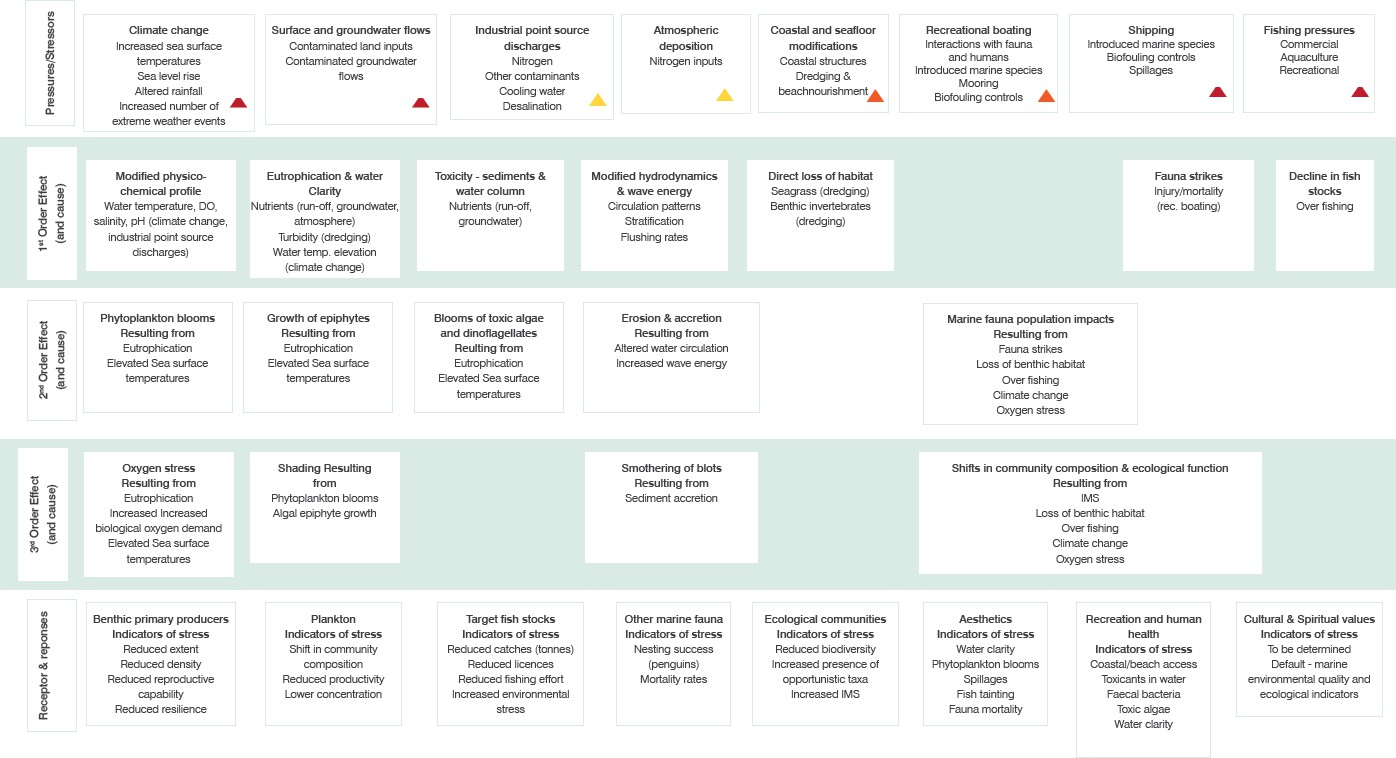 Pressures/Stressors
Climate change
Increased sea surface
temperatures
Sea level rise
Altered rainfall
Increased number of
extreme weather events
Surface and groundwater flows
Contaminated land inputs
Contaminated groundwater
flows
Industrial point source
discharges
Nitrogen
Other contaminants
Cooling water
Desalination
Atmospheric
deposition
Nitrogen inputs
Coastal and seafloor
modifications
Coastal structures
Dredging &
beachnourishment
Recreational boating
Interactions with fauna
and humans
Introduced marine species
Mooring
Biofouling controls
Shipping
Introduced marine species
Biofouling controls
Spillages
Fishing pressures
Commercial
Aquaculture
Recreational
1st Order Effect
(and cause)
Modified physico-
chemical profile
Water temperature, DO,
salinity, pH (climate change,
industrial point source
discharges)
Eutrophication & water
Clarity
Nutrients (run-off, groundwater,
atmosphere)
Turbidity (dredging)
Water temp. elevation
(climate change)
Toxicity - sediments &
water column
Nutrients (run-off,
groundwater)
Modified hydrodynamics
& wave energy
Circulation patterns
Stratification
Flushing rates
Direct loss of habitat
Seagrass (dredging)
Benthic invertebrates
(dredging)
Fauna strikes
Injury/mortality
(rec. boating)
Decline in fish
stocks
Over fishing
2nd Order Effect
(and cause)
Phytoplankton blooms
Resulting from
Eutrophication
Elevated Sea surface
temperatures
Growth of epiphytes
Resulting from
Eutrophication
Elevated Sea surface
temperatures
Blooms of toxic algae
and dinoflagellates
Reulting from
Eutrophication
Elevated Sea surface
temperatures
Erosion & accretion
Resulting from
Altered water circulation
Increased wave energy
Marine fauna population impacts
Resulting from
Fauna strikes
Loss of benthic habitat
Over fishing
Climate change
Oxygen stress
3rd Order Effect
(and cause)
Oxygen stress
Resulting from
Eutrophication
Increased Increased
biological oxygen demand
Elevated Sea surface
temperatures
Shading Resulting
from
Phytoplankton blooms
Algal epiphyte growth
Smothering of blots
Resulting from
Sediment accretion
Shifts in community composition & ecological function
Resulting from
IMS
Loss of benthic habitat
Over fishing
Climate change
Oxygen stress
Receptor & reponses
Benthic primary producers
Indicators of stress
Reduced extent
Reduced density
Reduced reproductive
capability
Reduced resilience
Plankton
Indicators of stress
Shift in community
composition
Reduced productivity
Lower concentration
Target fish stocks
Indicators of stress
Reduced catches (tonnes)
Reduced licences
Reduced fishing effort
Increased environmental
stress
Other marine fauna
Indicators of stress
Nesting success
(penguins)
Mortality rates
Ecological communities
Indicators of stress
Reduced biodiversity
Increased presence of
opportunistic taxa
Increased IMS
Aesthetics
Indicators of stress
Water clarity
Phytoplankton blooms
Spillages
Fish tainting
Fauna mortality
Recreation and human
health
Indicators of stress
Coastal/beach access
Toxicants in water
Faecal bacteria
Toxic algae
Water clarity
Cultural & Spiritual values
Indicators of stress
To be determined
Default - marine
environmental quality and
ecological indicators